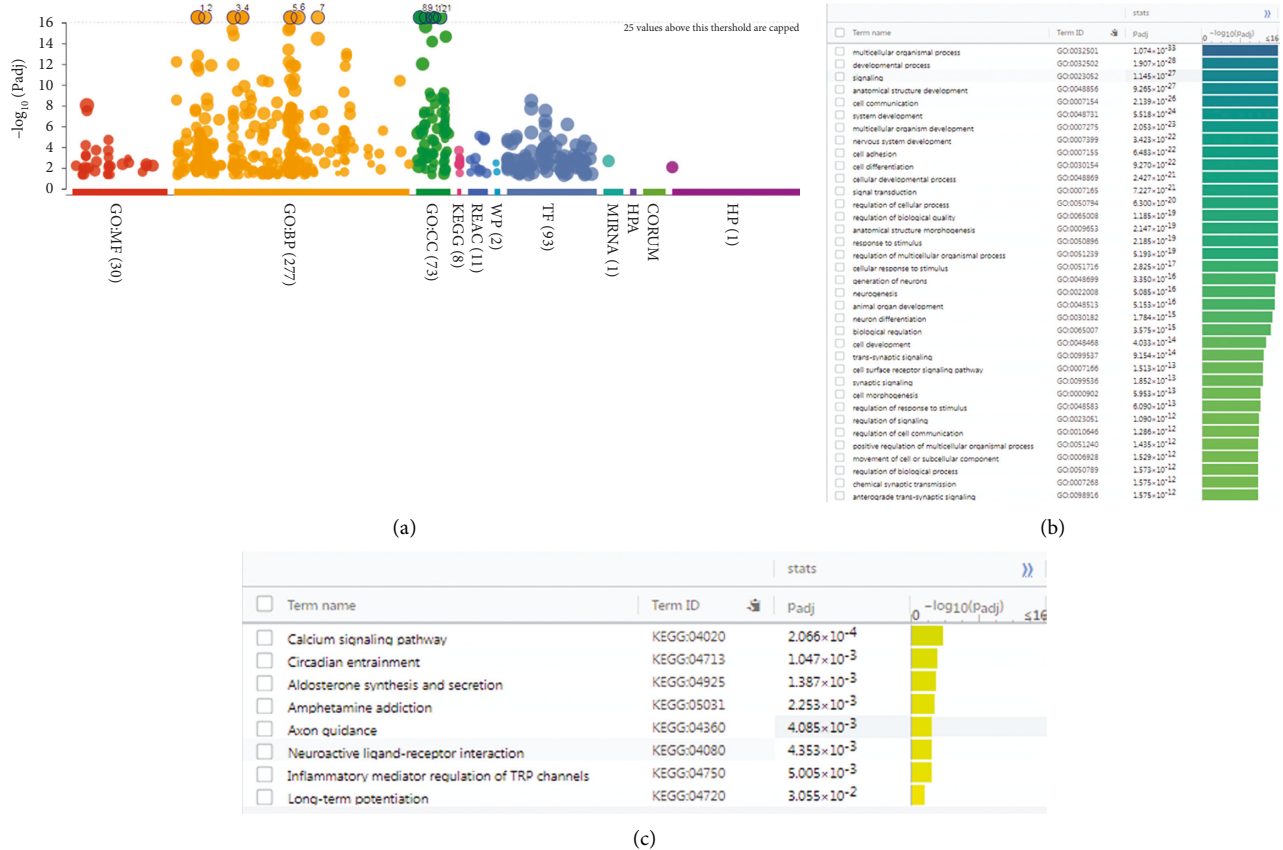 1,2
3,4
5,6
7
25 values above this thershold are capped
16
14
12
10
8
6
4
2
0
−log10 (Padj)
GO:MF (30)
GO:BP (277)
GO:CC (73)
KEGG (8)
REAC (11)
WP (2)
TF (93)
MIRNA (1)
HPA
CORUM
HP (1)
(a)
stats
Term name Term ID Padj 0 −log10(Padj) ≤16
multicellular organismal process GO:0032501 1.074×10-33
developmental process GO:0032502 1.907×10-28
signaling GO:0023052 1.145×10-27
anatomical structure development GO:0048856 9.265×10-27
cell communication GO:0007154 2.139×10-26
system development GO:0048731 5.518×10-24
multicellular organism development GO:0007275 2.053×10-23
nervous system development GO:0007399 3.423×10-22
cell adhesion GO:0007155 6.483×10-22
cell differentiation GO:0030154 9.270×10-22
cellular developmental process GO:0048869 2.427×10-21
signal transduction GO:0007165 7.227×10-21
regulation of cellular process GO:0050794 6.300×10-20
regulation of biological quality GO:0065008 1.185×10-19
anatomical structure morphogenesis GO:0009653 2.147×10-19
response to stimulus GO:0050896 2.185×10-19
regulation of multicellular organismal process GO:0051239 5.193×10-19
cellular response to stimulus GO:0051716 2.825×10-17
generation of neurons GO:0048699 3.350×10-16
neurogenesis GO:0022008 5.085×10-16
animal organ development GO:0048513 5.153×10-16
neuron differentiation GO:0030182 1.784×10-15
biological regulation GO:0065007 3.575×10-15
cell development GO:0048468 4.033×10-14
trans-synaptic signaling GO:0099537 9.154×10-14
cell surface receptor signaling pathway GO:0007166 1.513×10-13
synaptic signaling GO:0099536 1.852×10-13
cell morphogenesis GO:0000902 5.953×10-13
regulation of response to stimulus GO:0048583 6.090×10-13
regulation of signaling GO:0023051 1.090×10-12
regulation of cell communication GO:0010646 1.286×10-12
positive regulation of multicellular organismal process GO:0051240 1.435×10-12
movement of cell or subcellular component GO:0006928 1.529×10-12
regulation of biological process GO:0050789 1.573×10-12
chemical synaptic transmission GO:0007268 1.575×10-12
anterograde trans-synaptic signaling GO:0098916 1.575×10-12
(b)
stats
Term name Term ID Padj 0 −log10(Padj) ≤16
Calcium signaling pathway KEGG:04020 2.066×10-4
Circadian entrainment KEGG:04713 1.047×10-3
Aldosterone synthesis and secretion KEGG:04925 1.387×10-3
Amphetamine addiction KEGG:05031 2.253×10-3
Axon guidance KEGG:04360 4.085×10-3
Neuroactive ligand-receptor interaction KEGG:04080 4.353×10-3
Inflammatory mediator regulation of TRP channels KEGG:04750 5.005×10-3
Long-term potentiation KEGG:04720 3.055×10-2
(c)